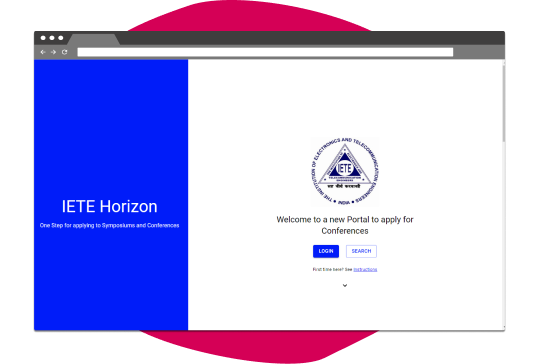 IETE Horizon
One Step for applying to Symposiums and Conferences
THE INSTITUTION OF ELECTRONICS AND TELECOMMUNICATION ENGINEERS
INDIA
IETE
Welcome to a new Portal to apply for
Conferences
LOGIN
SEARCH
First time here? See Instructions